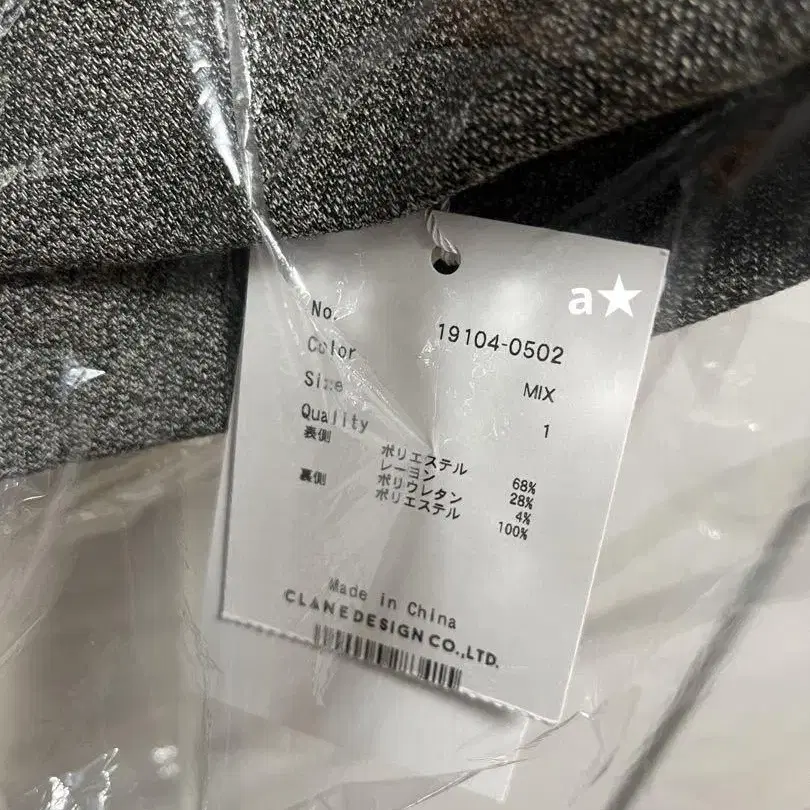 a★
No. 19104-0502
Color MIX
Size 1
Quality
表側 ポリエステル 68%
レーヨン 28%
ポリウレタン 4%
裏側 ポリエステル 100%
Made in China
CLANEDESIGN CO.,LTD.